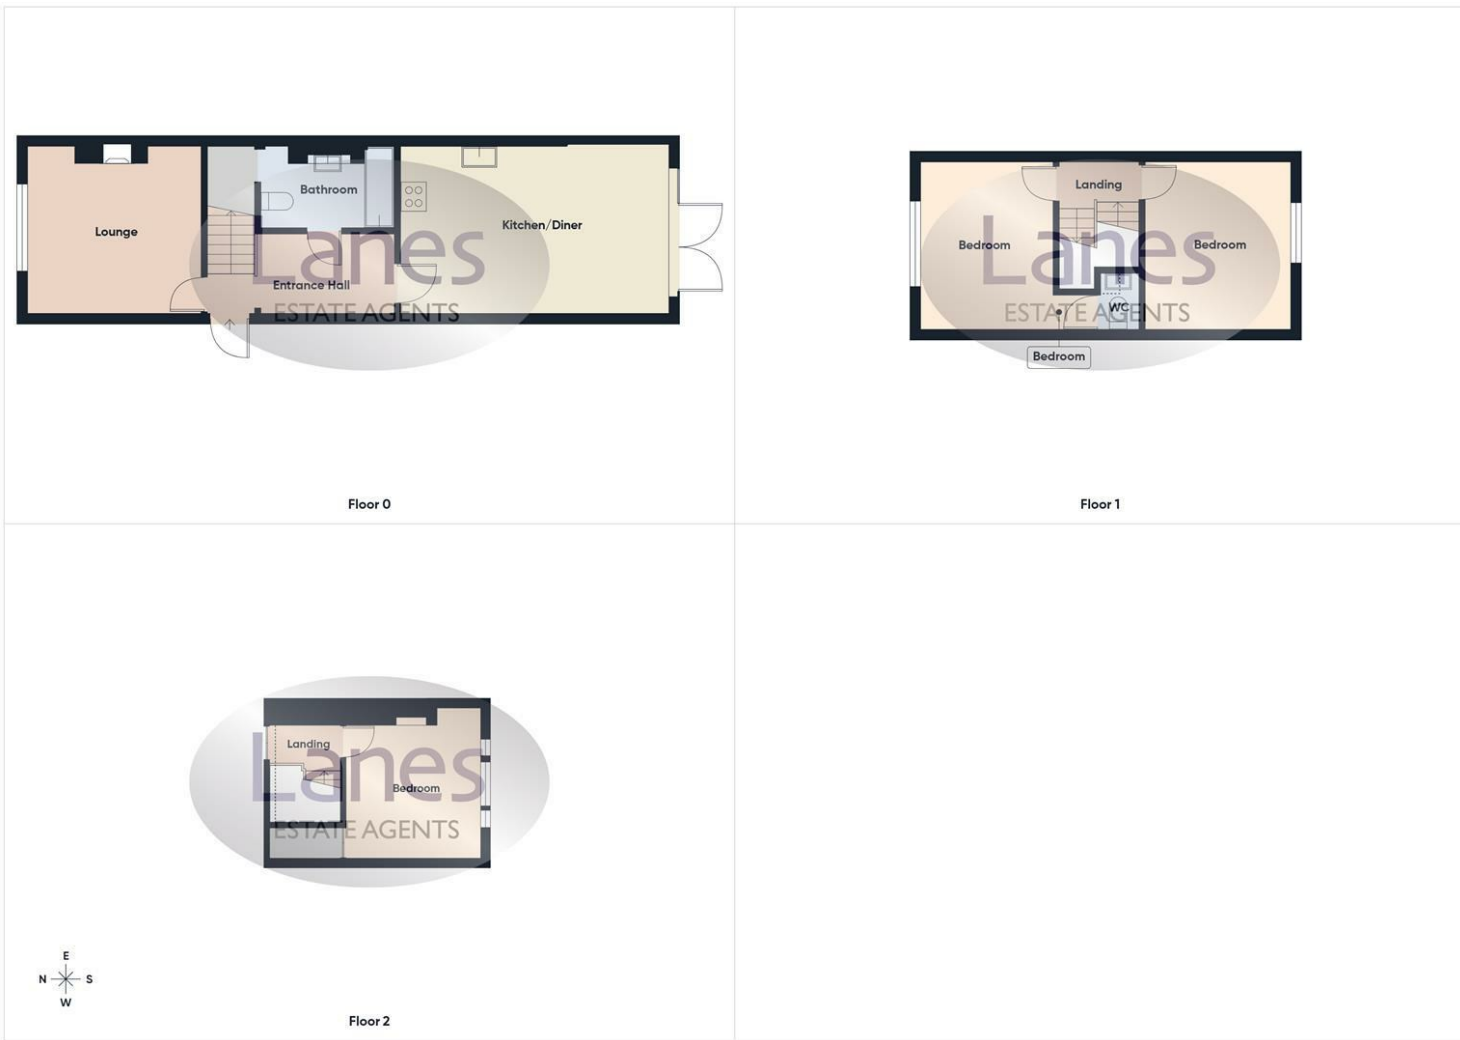 Lounge
Bathroom
Entrance Hall
Kitchen/Diner
Lanes
ESTATE AGENTS
Floor 0
Landing
Bedroom
Bedroom
WC
Bedroom
Lanes
ESTATE AGENTS
Floor 1
Landing
Bedroom
Lanes
ESTATE AGENTS
E
N
S
W
Floor 2